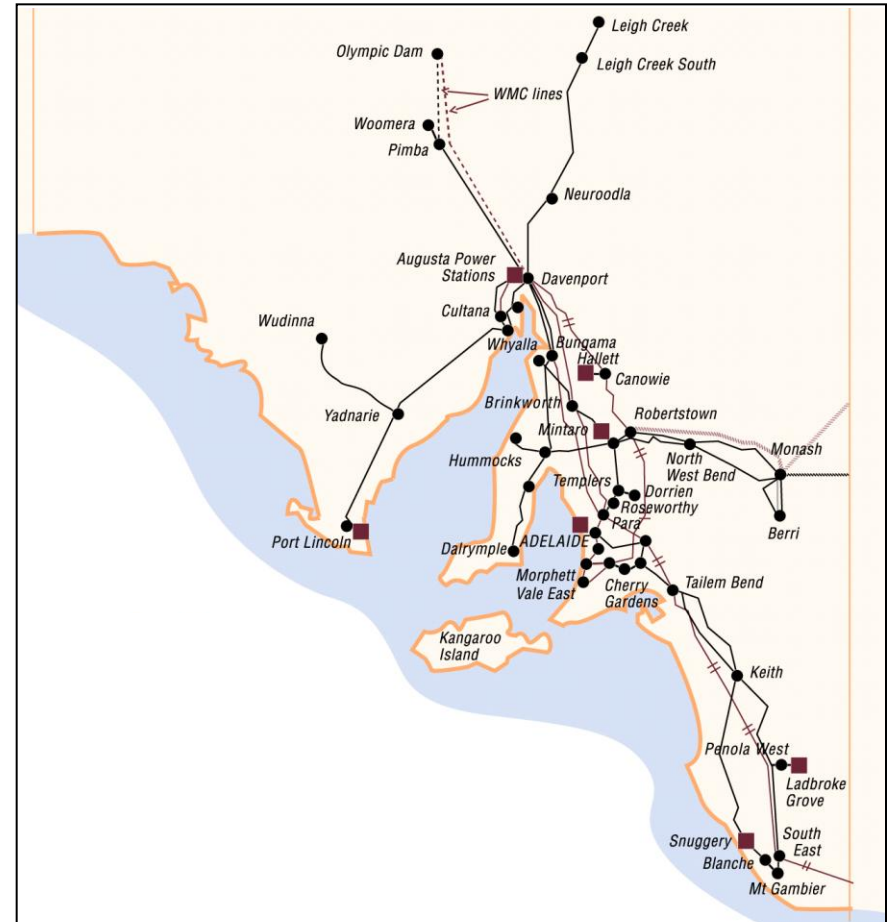 Leigh Creek
Olympic Dam
Leigh Creek South
WMC lines
Woomera
Pimba
Neuroodla
Augusta Power
Stations
Davenport
Cultana
Wudinna
Whyalla
Bungama
Hallett
Canowie
Yadnarie
Brinkworth
Robertstown
Mintaro
Monash
Hummocks
North
West Bend
Templers
Dorrien
Roseworthy
Para
Berri
Port Lincoln
Dalrymple
ADELAIDE
Morphett
Vale East
Cherry
Gardens
Tailem Bend
Kangaroo
Island
Keith
Penola West
Ladbroke
Grove
Snuggery
South
East
Blanche
Mt Gambier